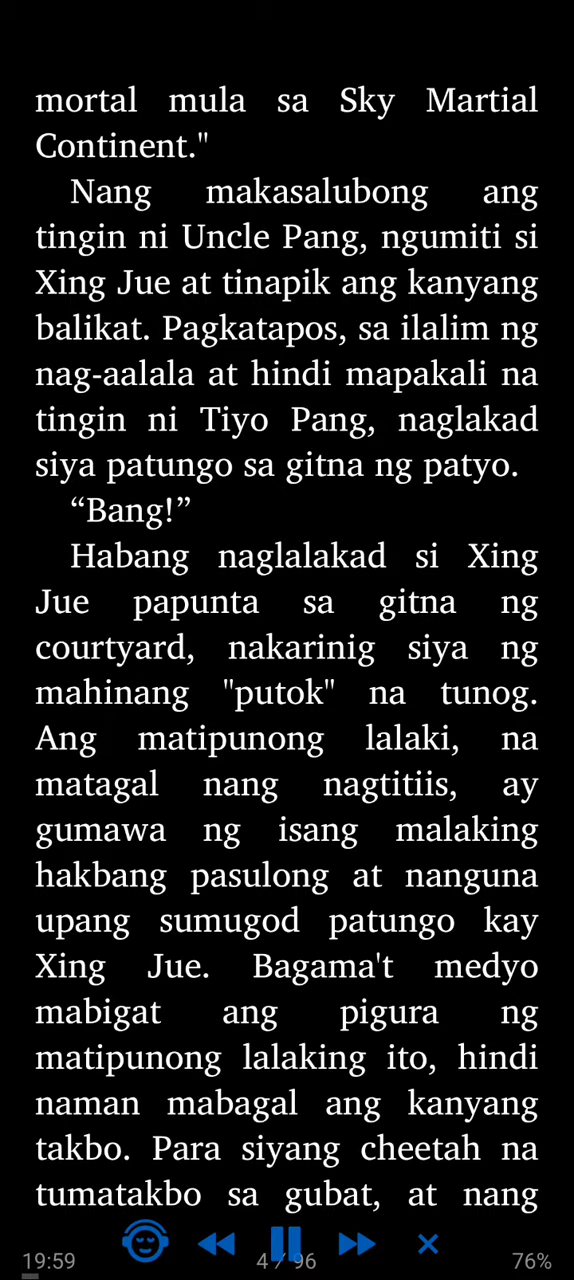 mortal mula sa Sky Martial
Continent."
Nang makasalubong ang
tingin ni Uncle Pang, ngumiti si
Xing Jue at tinapik ang kanyang
balikat. Pagkatapos, sa ilalim ng
nag-aalala at hindi mapakali na
tingin ni Tiyo Pang, naglakad
siya patungo sa gitna ng patyo.
“Bang!”
Habang naglalakad si Xing
Jue papunta sa gitna ng
courtyard, nakarinig siya ng
mahinang "putok" na tunog.
Ang matipunong lalaki, na
matagal nang nagtitiis, ay
gumawa ng isang malaking
hakbang pasulong at nanguna
upang sumugod patungo kay
Xing Jue. Bagama't medyo
mabigat ang pigura ng
matipunong lalaking ito, hindi
naman mabagal ang kanyang
takbo. Para siyang cheetah na
tumatakbo sa gubat, at nang
19:59 4 / 96 76%